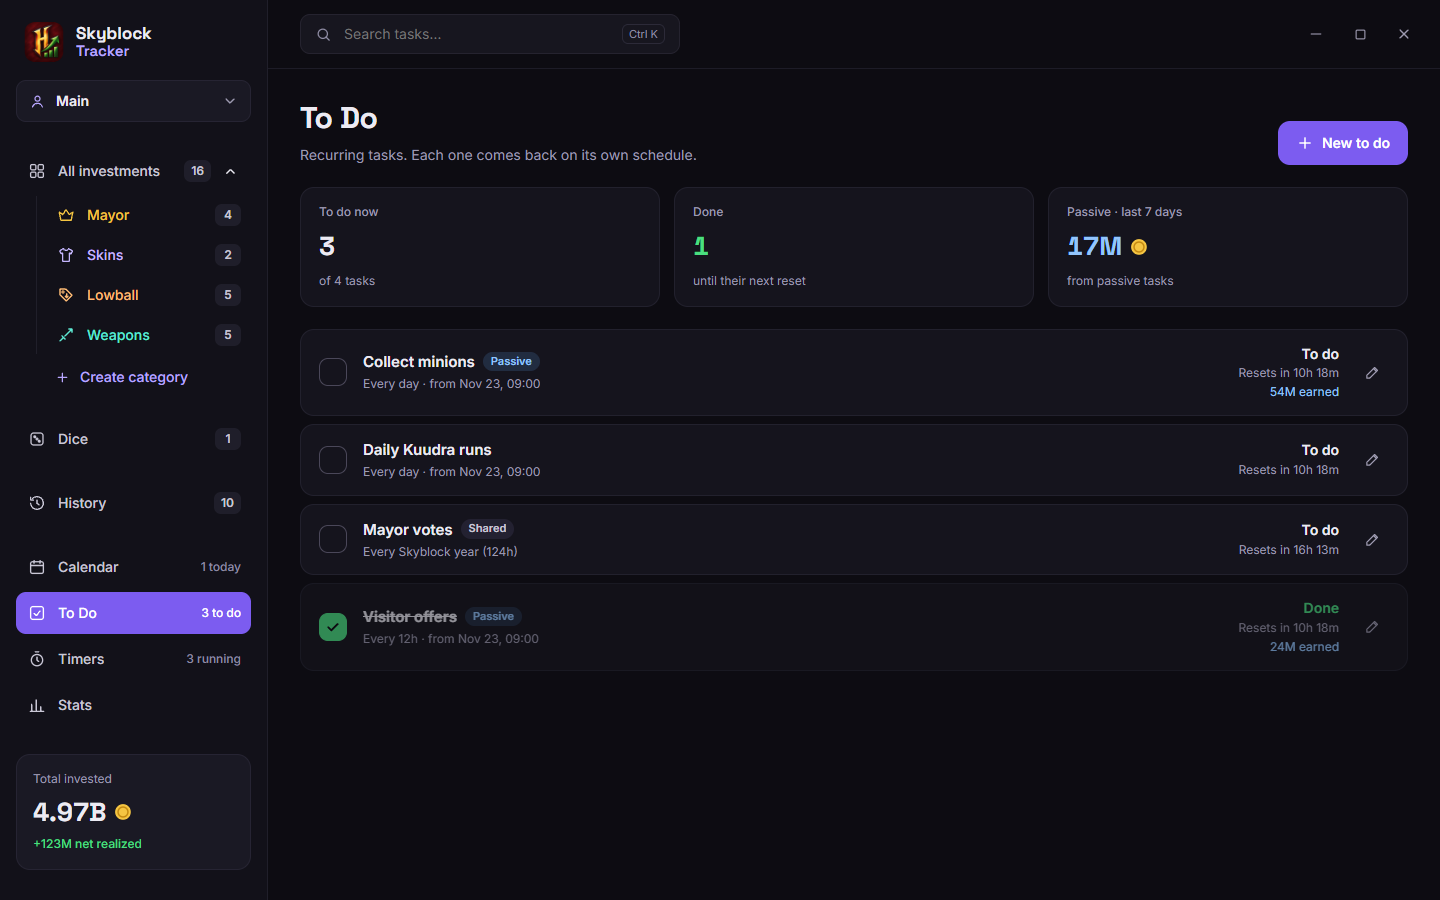 Skyblock
Tracker
Search tasks...
Ctrl K
Main
All investments 16
Mayor 4
Skins 2
Lowball 5
Weapons 5
Create category
Dice 1
History 10
Calendar 1 today
To Do 3 to do
Timers 3 running
Stats
Total invested
4.97B
+123M net realized
To Do
Recurring tasks. Each one comes back on its own schedule.
New to do
To do now
3
of 4 tasks
Done
1
until their next reset
Passive · last 7 days
17M
from passive tasks
Collect minions Passive
Every day · from Nov 23, 09:00
To do
Resets in 10h 18m
54M earned
Daily Kuudra runs
Every day · from Nov 23, 09:00
To do
Resets in 10h 18m
Mayor votes Shared
Every Skyblock year (124h)
To do
Resets in 16h 13m
Visitor offers Passive
Every 12h · from Nov 23, 09:00
Done
Resets in 10h 18m
24M earned